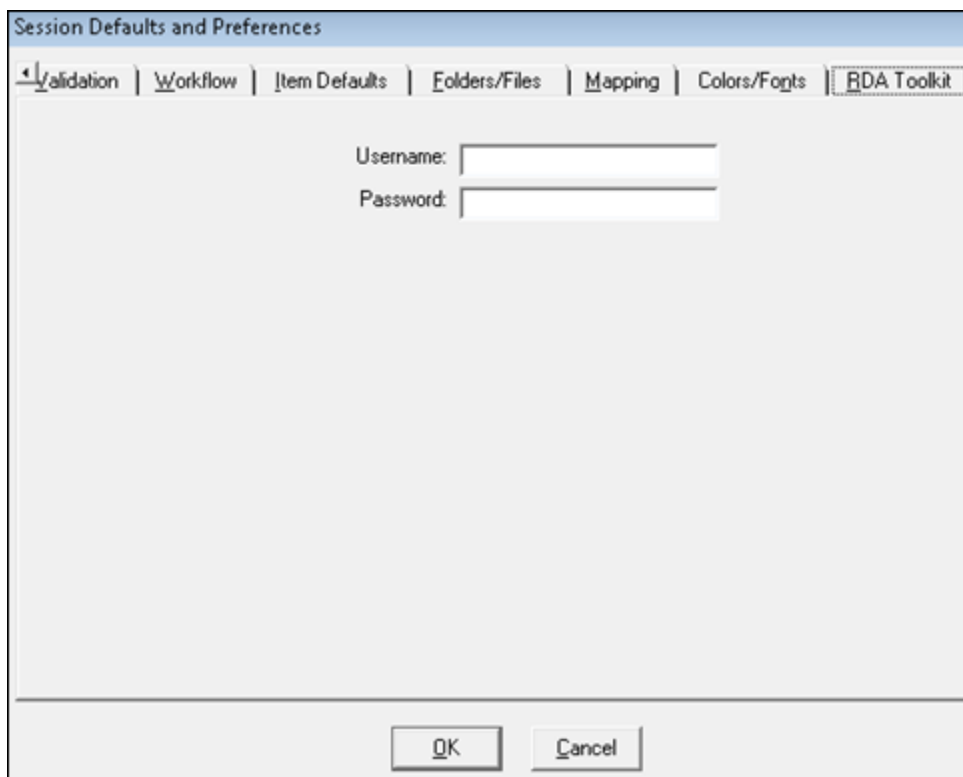 Session Defaults and Preferences
Validation Workflow Item Defaults Folders/Files Mapping Colors/Fonts RDA Toolkit
Username:
Password:
OK Cancel